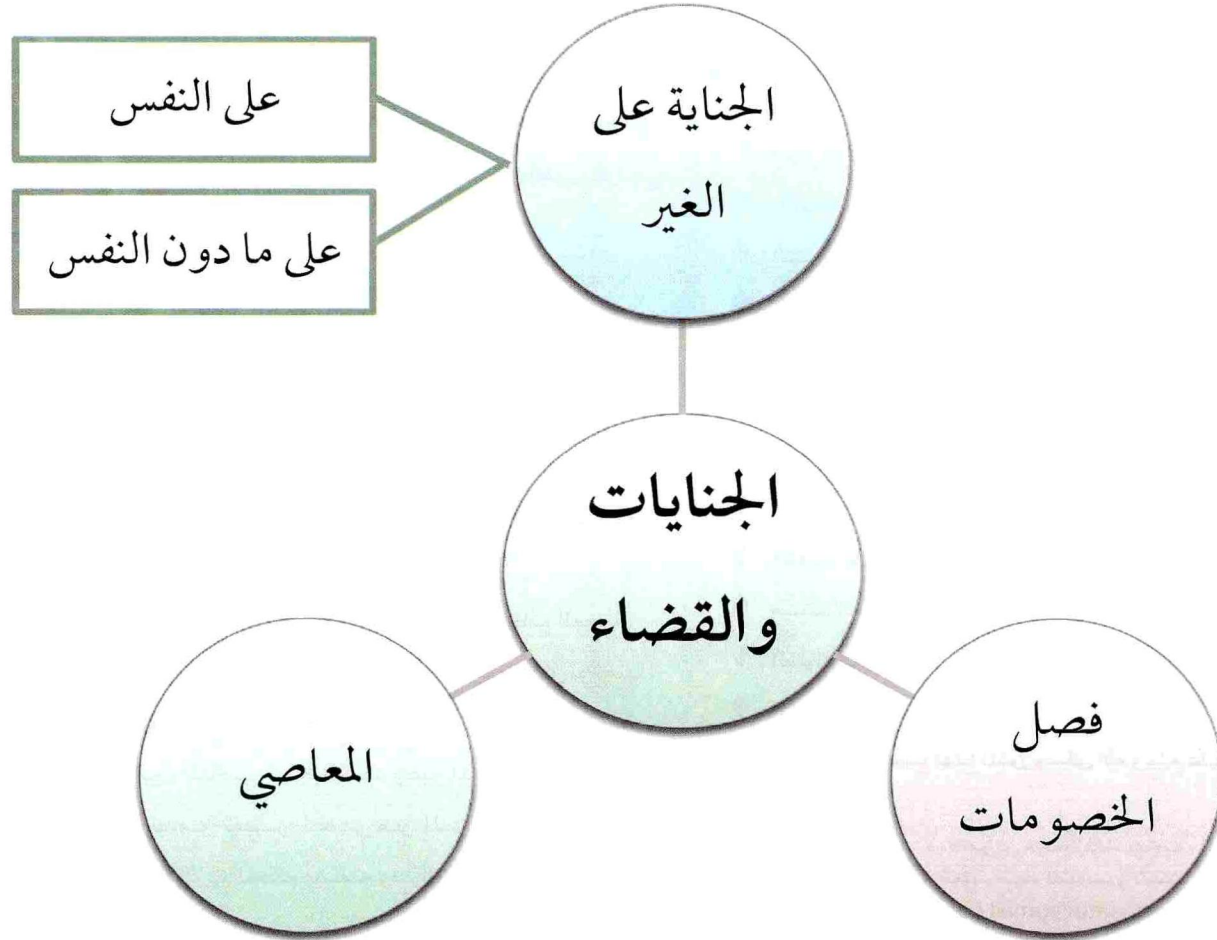 الجناية على
الغير
على النفس
على ما دون النفس
الجنايات
والقضاء
فصل
الخصومات
المعاصي